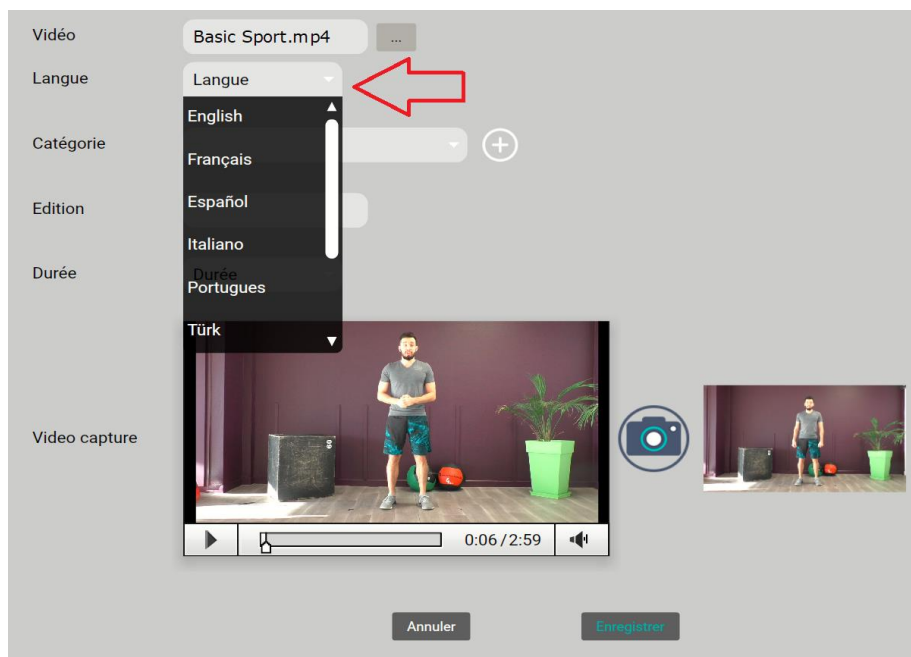 Vidéo
Basic Sport.mp4
...
Langue
Langue
English
Catégorie
Français
Edition
Español
Italiano
Durée
Durée
Portugues
Türk
Video capture
0:06/2:59
Annuler
Enregistrer